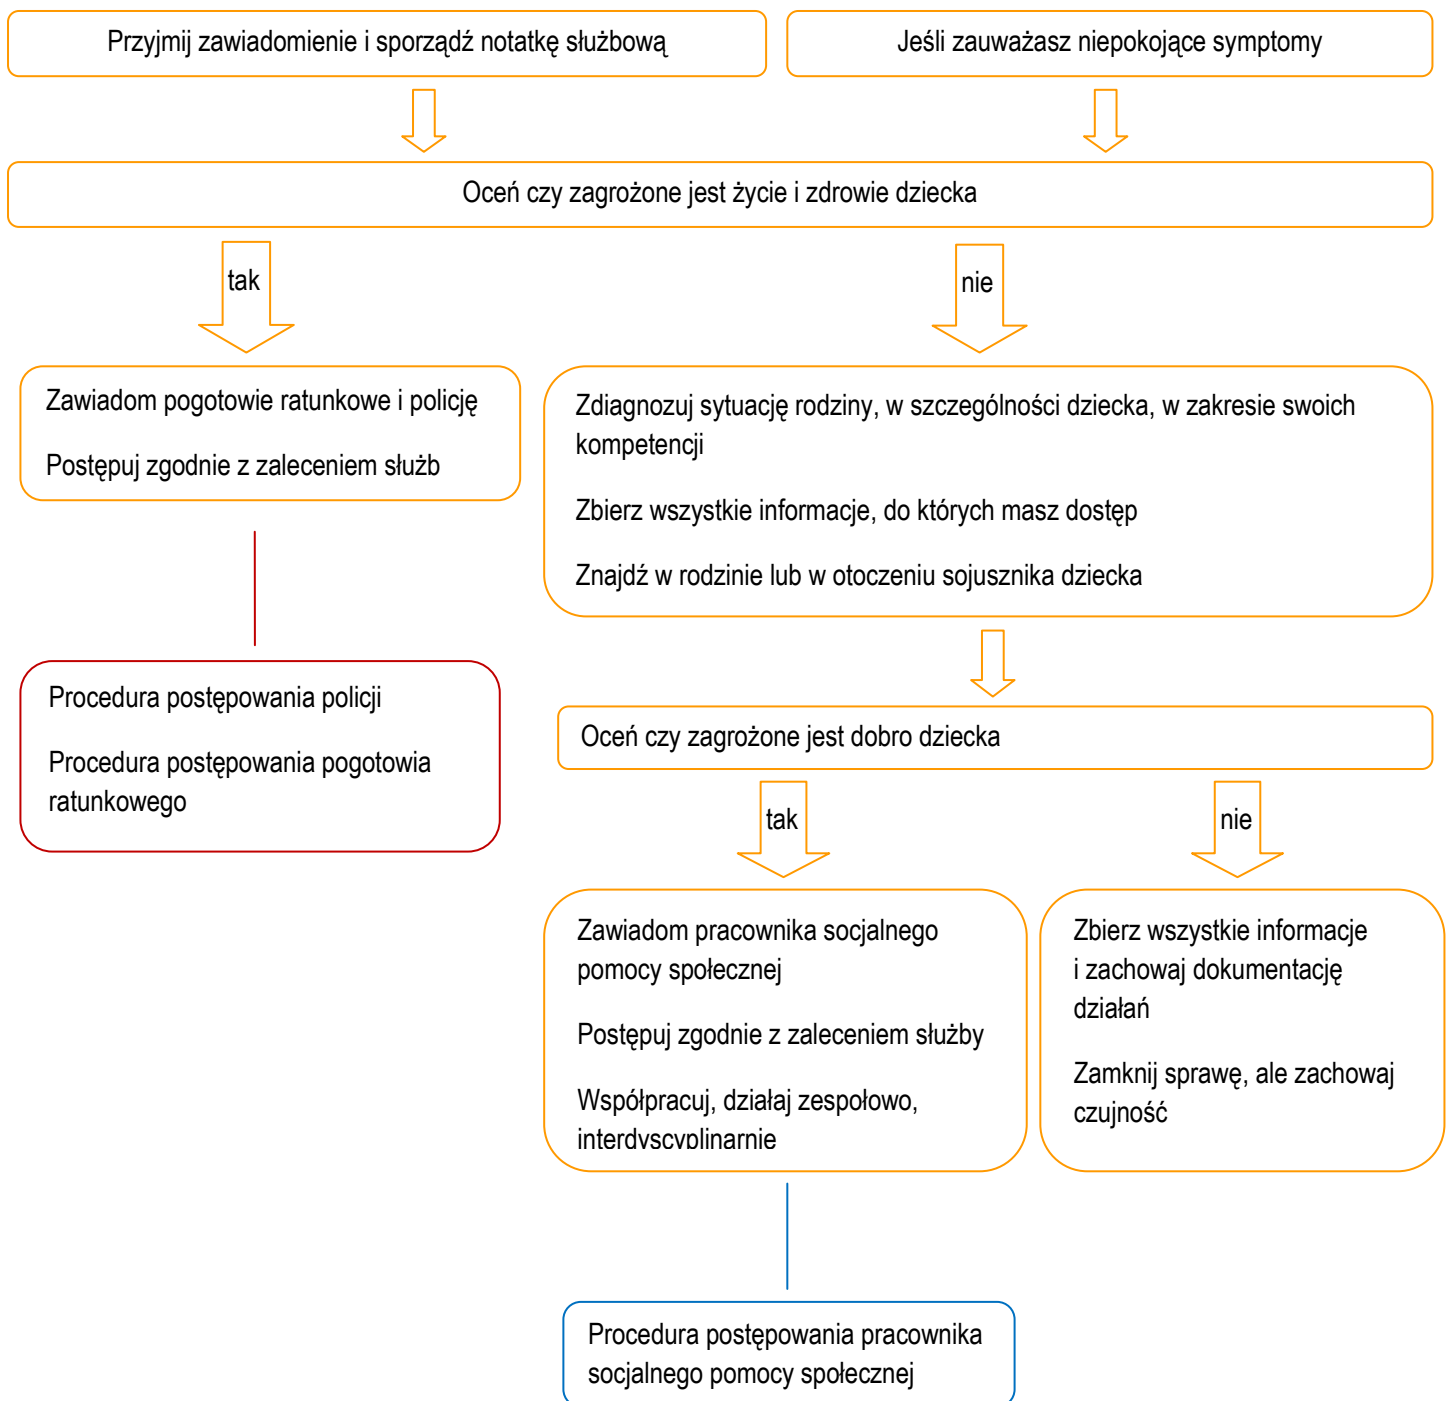 Przyjmij zawiadomienie i sporządź notatkę służbową
Jeśli zauważasz niepokojące symptomy
Oceń czy zagrożone jest życie i zdrowie dziecka
tak
nie
Zawiadom pogotowie ratunkowe i policję
Postępuj zgodnie z zaleceniem służb
Zdiagnozuj sytuację rodziny, w szczególności dziecka, w zakresie swoich
kompetencji
Zbierz wszystkie informacje, do których masz dostęp
Znajdź w rodzinie lub w otoczeniu sojusznika dziecka
Procedura postępowania policji
Procedura postępowania pogotowia
ratunkowego
Oceń czy zagrożone jest dobro dziecka
tak
nie
Zawiadom pracownika socjalnego
pomocy społecznej
Postępuj zgodnie z zaleceniem służby
Współpracuj, działaj zespołowo,
interdyscyplinarnie
Zbierz wszystkie informacje
i zachowaj dokumentację
działań
Zamknij sprawę, ale zachowaj
czujność
Procedura postępowania pracownika
socjalnego pomocy społecznej